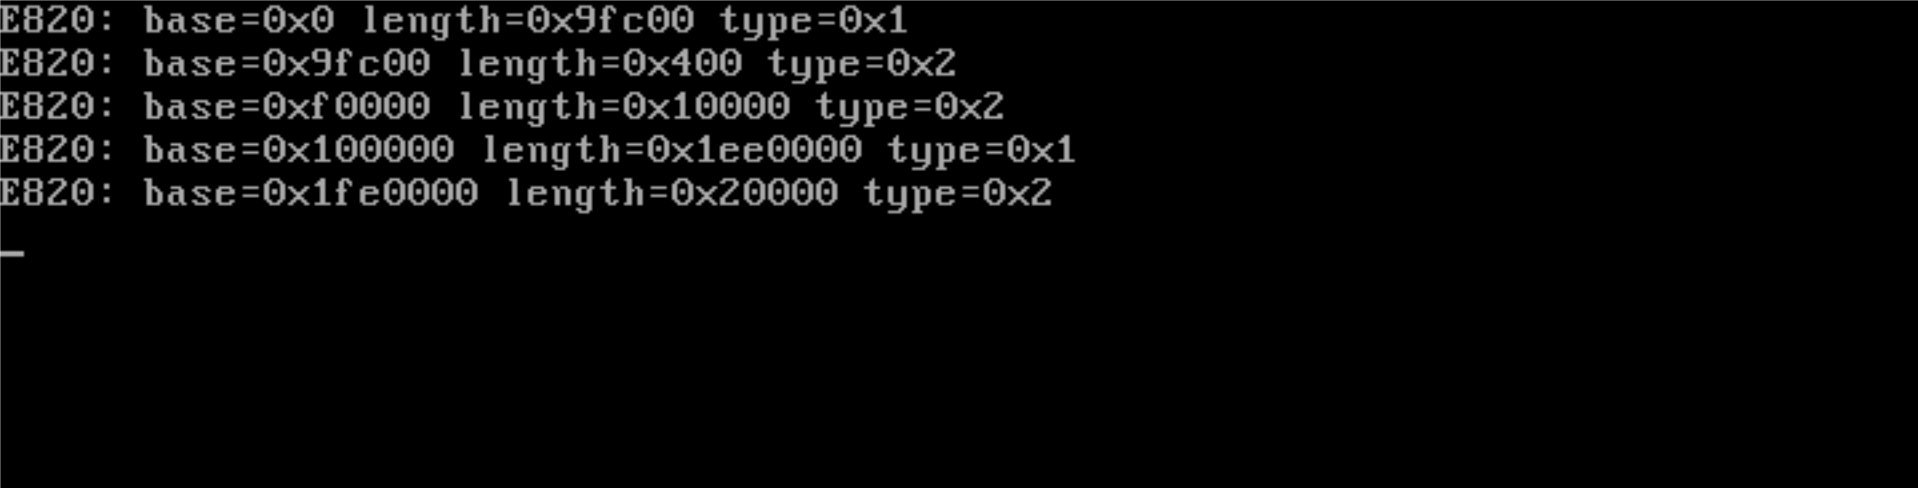 E820: base=0x0 length=0x9fc00 type=0x1
E820: base=0x9fc00 length=0x400 type=0x2
E820: base=0xf0000 length=0x10000 type=0x2
E820: base=0x100000 length=0x1ee0000 type=0x1
E820: base=0x1fe0000 length=0x20000 type=0x2
_